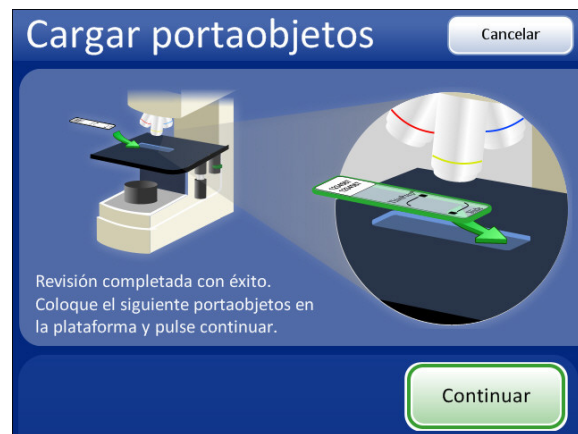 Cargar portaobjetos
Cancelar
Revisión completada con éxito.
Coloque el siguiente portaobjetos en
la plataforma y pulse continuar.
Continuar